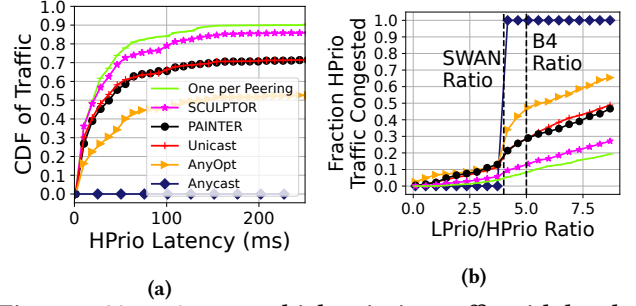 CDF of Traffic
1.0
0.9
0.8
0.7
0.6
0.5
0.4
0.3
0.2
0.1
0.0
One per Peering
SCULPTOR
PAINTER
Unicast
AnyOpt
Anycast
0
100
200
HPrio Latency (ms)
(a)
Fraction HPrio
Traffic Congested
1.0
0.9
0.8
0.7
0.6
0.5
0.4
0.3
0.2
0.1
0.0
SWAN
Ratio
B4
Ratio
0.0
2.5
5.0
7.5
LPrio/HPrio Ratio
(b)